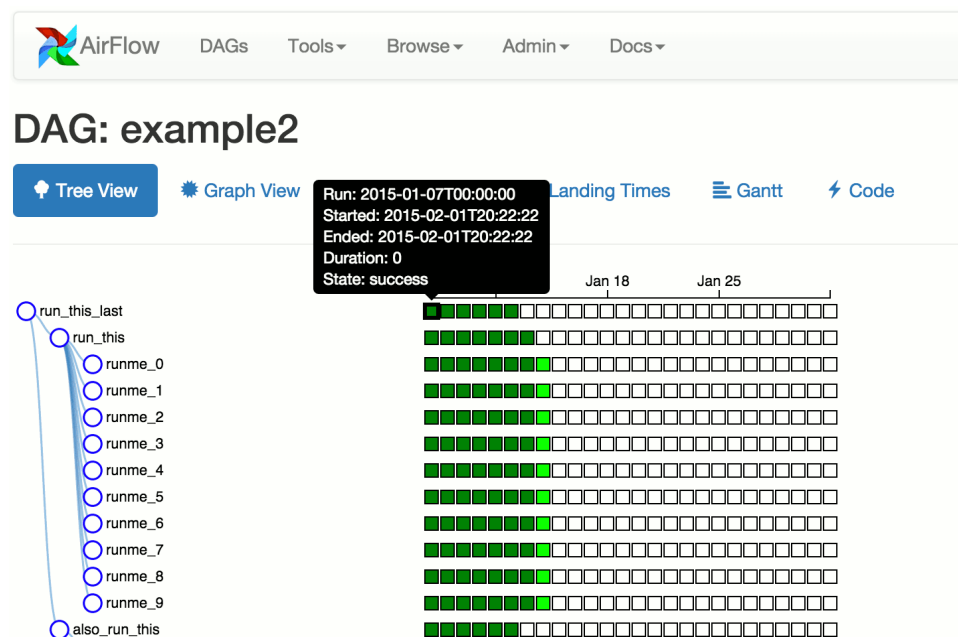 AirFlow DAGs Tools Browse Admin Docs
DAG: example2
Tree View Graph View Landing Times Gantt Code
Run: 2015-01-07T00:00:00
Started: 2015-02-01T20:22:22
Ended: 2015-02-01T20:22:22
Duration: 0
State: success
Jan 18 Jan 25
run_this_last
run_this
runme_0
runme_1
runme_2
runme_3
runme_4
runme_5
runme_6
runme_7
runme_8
runme_9
also_run_this